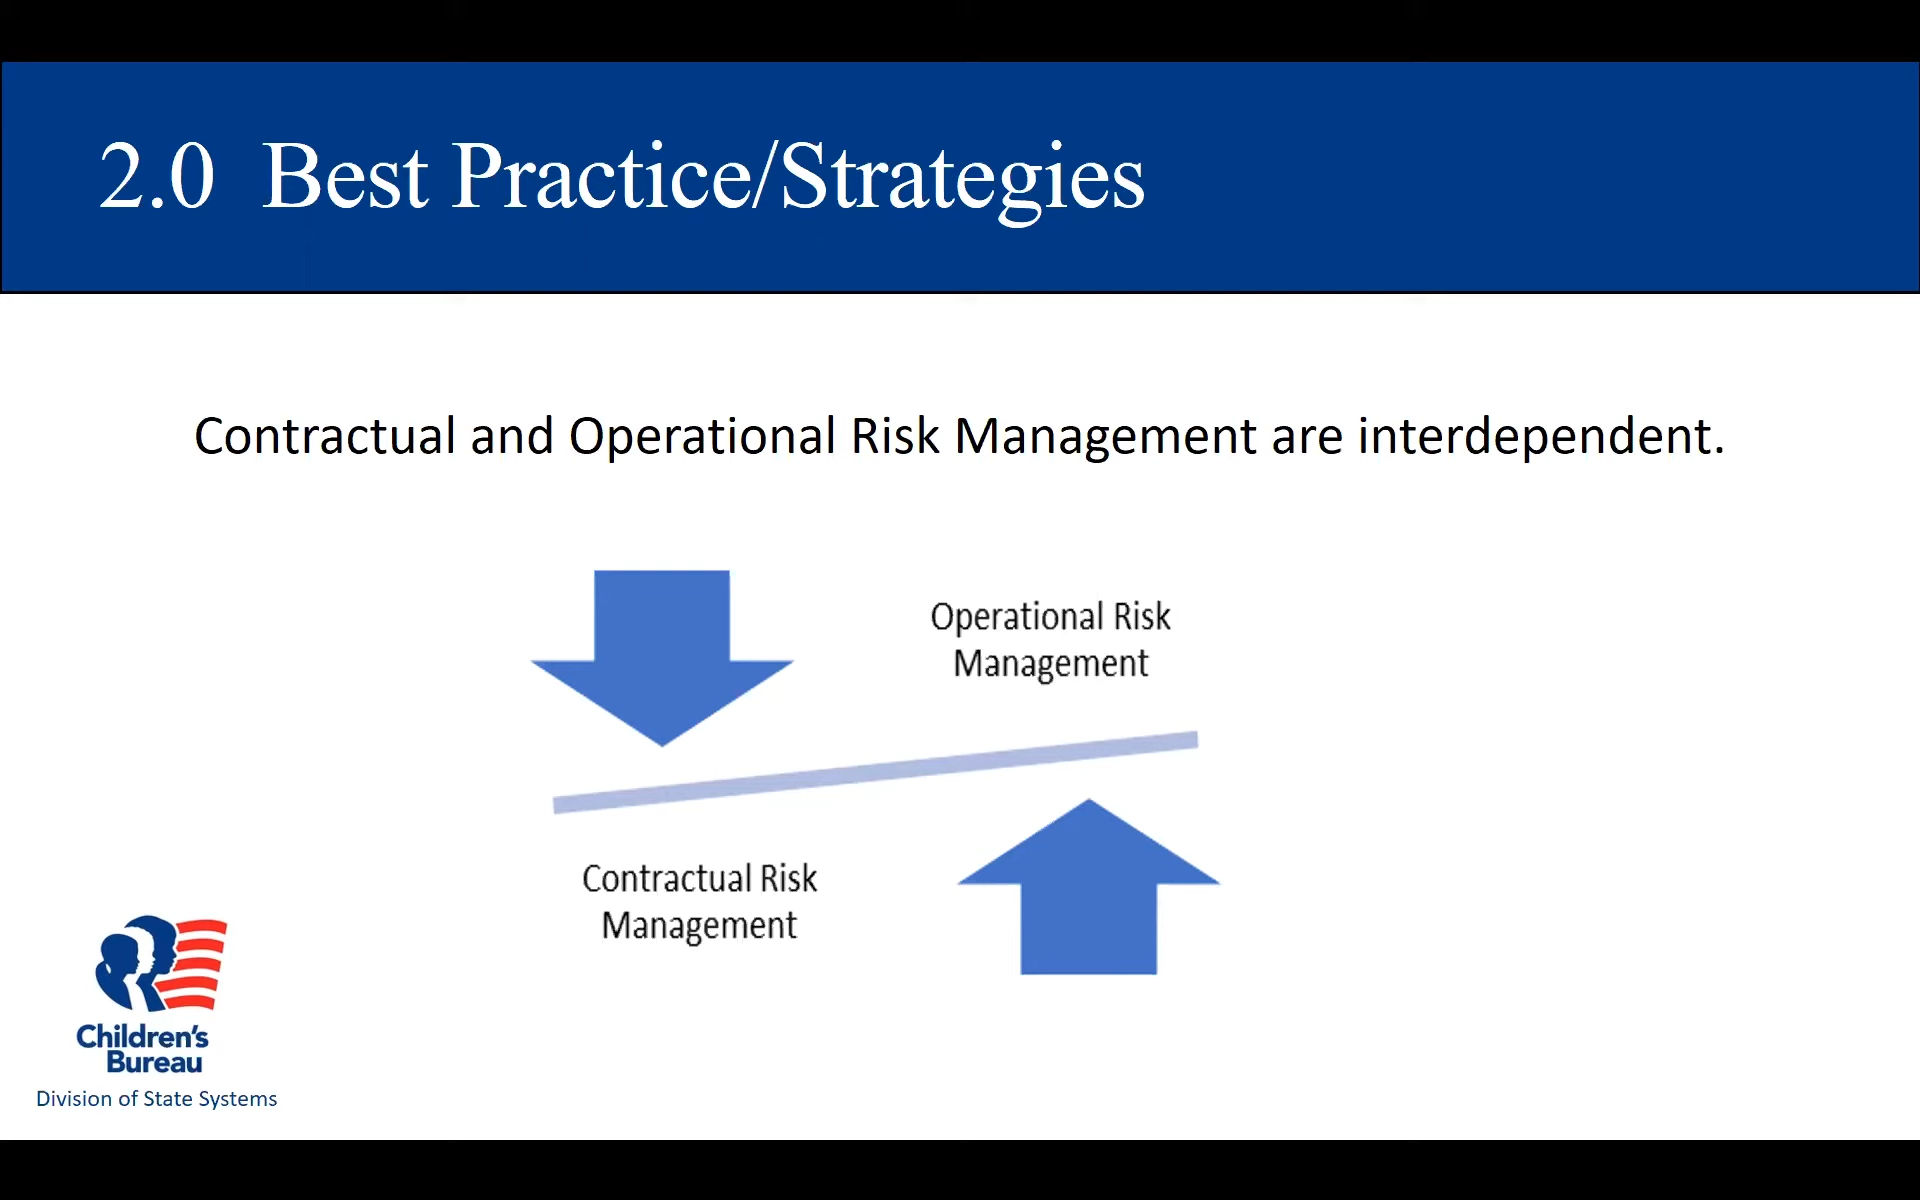 2.0 Best Practice/Strategies
Contractual and Operational Risk Management are interdependent.
Operational Risk
Management
Contractual Risk
Management
Children's
Bureau
Division of State Systems